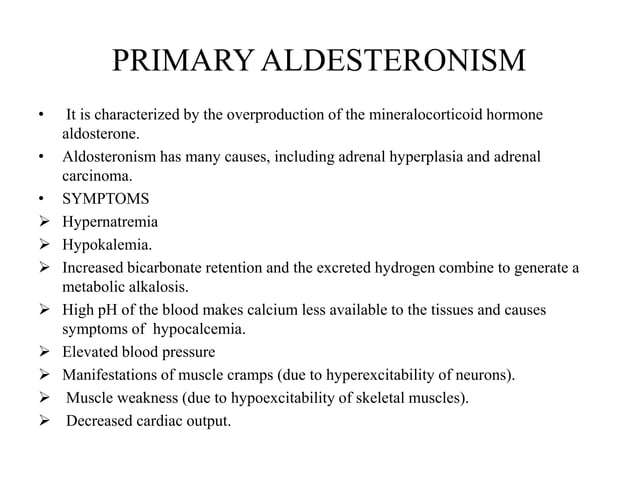 PRIMARY ALDESTERONISM
• It is characterized by the overproduction of the mineralocorticoid hormone
aldosterone.
• Aldosteronism has many causes, including adrenal hyperplasia and adrenal
carcinoma.
• SYMPTOMS
➢ Hypernatremia
➢ Hypokalemia.
➢ Increased bicarbonate retention and the excreted hydrogen combine to generate a
metabolic alkalosis.
➢ High pH of the blood makes calcium less available to the tissues and causes
symptoms of hypocalcemia.
➢ Elevated blood pressure
➢ Manifestations of muscle cramps (due to hyperexcitability of neurons).
➢ Muscle weakness (due to hypoexcitability of skeletal muscles).
➢ Decreased cardiac output.